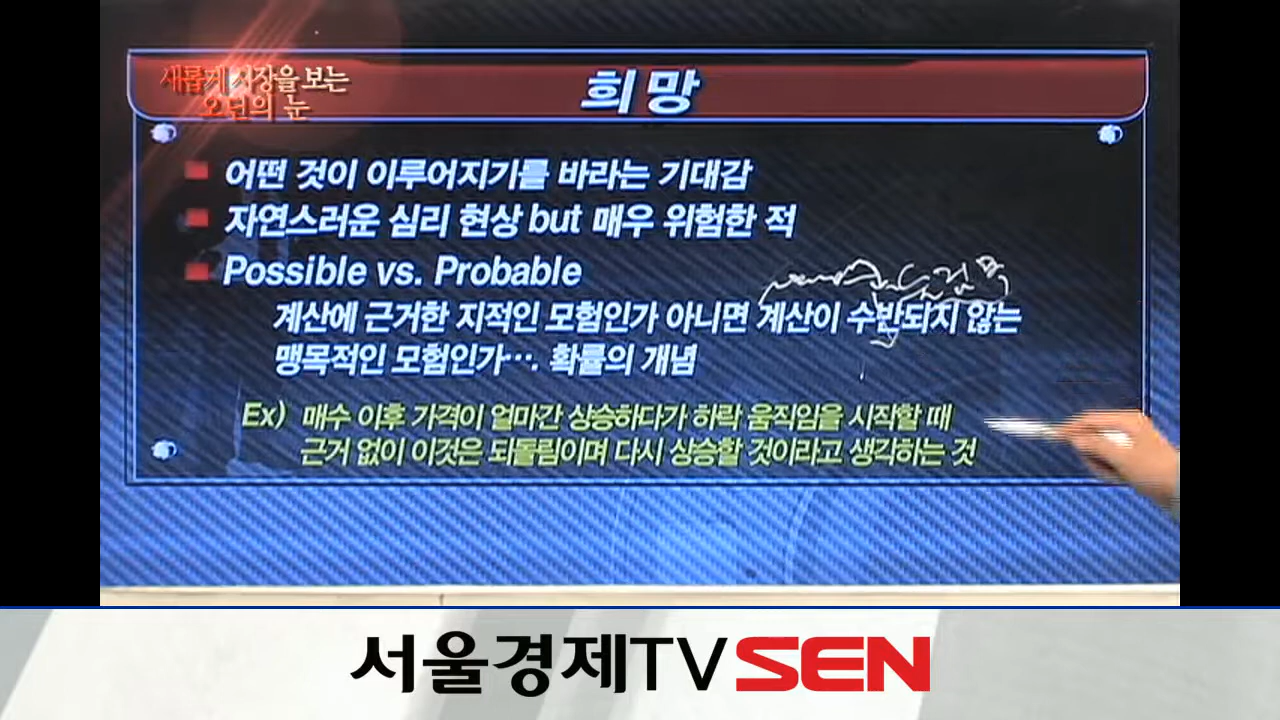 새롭게 시장을 보는
오딘의 눈
희망
어떤 것이 이루어지기를 바라는 기대감
자연스러운 심리 현상 but 매우 위험한 적
Possible vs. Probable
계산에 근거한 지적인 모험인가 아니면 계산이 수반되지 않는
맹목적인 모험인가…. 확률의 개념
Ex) 매수 이후 가격이 얼마간 상승하다가 하락 움직임을 시작할 때
근거 없이 이것은 되돌림이며 다시 상승할 것이라고 생각하는 것
서울경제TV SEN